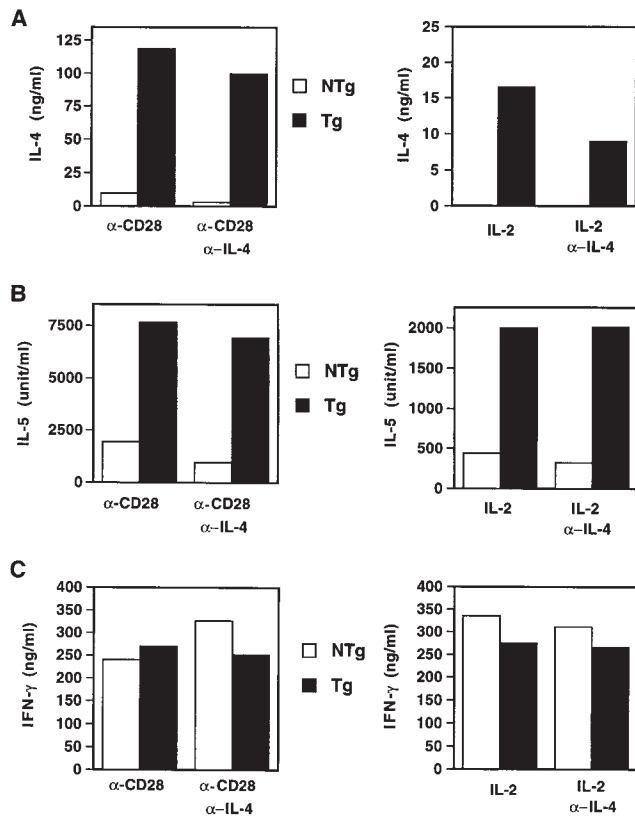 A
IL-4 (ng/ml)
125
100
75
50
25
0
α-CD28
α-CD28
α-IL-4
NTg
Tg
IL-4 (ng/ml)
25
20
15
10
5
0
IL-2
IL-2
α-IL-4
B
IL-5 (unit/ml)
7500
5000
2500
0
α-CD28
α-CD28
α-IL-4
NTg
Tg
IL-5 (unit/ml)
2000
1500
1000
500
0
IL-2
IL-2
α-IL-4
C
IFN-γ (ng/ml)
400
350
300
250
200
150
100
50
0
α-CD28
α-CD28
α-IL-4
NTg
Tg
IFN-γ (ng/ml)
400
350
300
250
200
150
100
50
0
IL-2
IL-2
α-IL-4